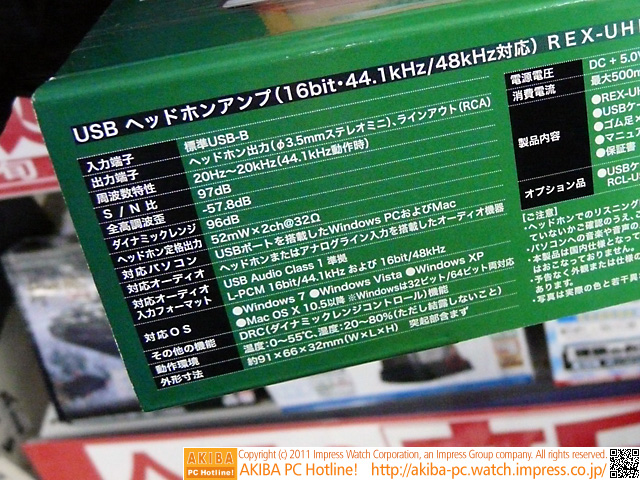 USB ヘッドホンアンプ(16bit・44.1kHz/48kHz対応) REX-UH
入力端子 標準USB-B
出力端子 ヘッドホン出力(φ3.5mmステレオミニ)、ラインアウト(RCA)
周波数特性 20Hz～20kHz(44.1kHz動作時)
S/N比 97dB
全高調波歪 -57.8dB
ダイナミックレンジ 96dB
ヘッドホン定格出力 52mW×2ch@32Ω
対応パソコン USBポートを搭載したWindows PCおよびMac
対応オーディオ ヘッドホンまたはアナログライン入力を搭載したオーディオ機器
対応オーディオ USB Audio Class 1 準拠
入力フォーマット L-PCM 16bit/44.1kHz および 16bit/48kHz
対応OS ●Windows 7 ●Windows Vista ●Windows XP
●Mac OS X 10.5以降 ※Windowsは32ビット/64ビット両対応
その他の機能 DRC(ダイナミックレンジコントロール)機能
動作環境 温度:0～55℃、湿度:20～80%(ただし結露しないこと)
外形寸法 約91×66×32mm(W×L×H) 突起部含まず
電源電圧 DC + 5.0V
消費電流 最大500m
製品内容 ●REX-UH
●USBケ
●ゴム足×
●マニュ
●保証書
オプション品 ●USBケ
RCL-US
[ご注意]
・ヘッドホンでのリスニング
ていないかご確認のうえ、
・パソコンへの音楽や音声の
・本製品は国内仕様となって
はおこなっておりません。
・予告なく外観または仕様の
・写真は実際の色と若干異
AKIBA
PC Hotline!
Copyright (c) 2011 Impress Watch Corporation, an Impress Group company. All rights reserved.
AKIBA PC Hotline! http://akiba-pc.watch.impress.co.jp/